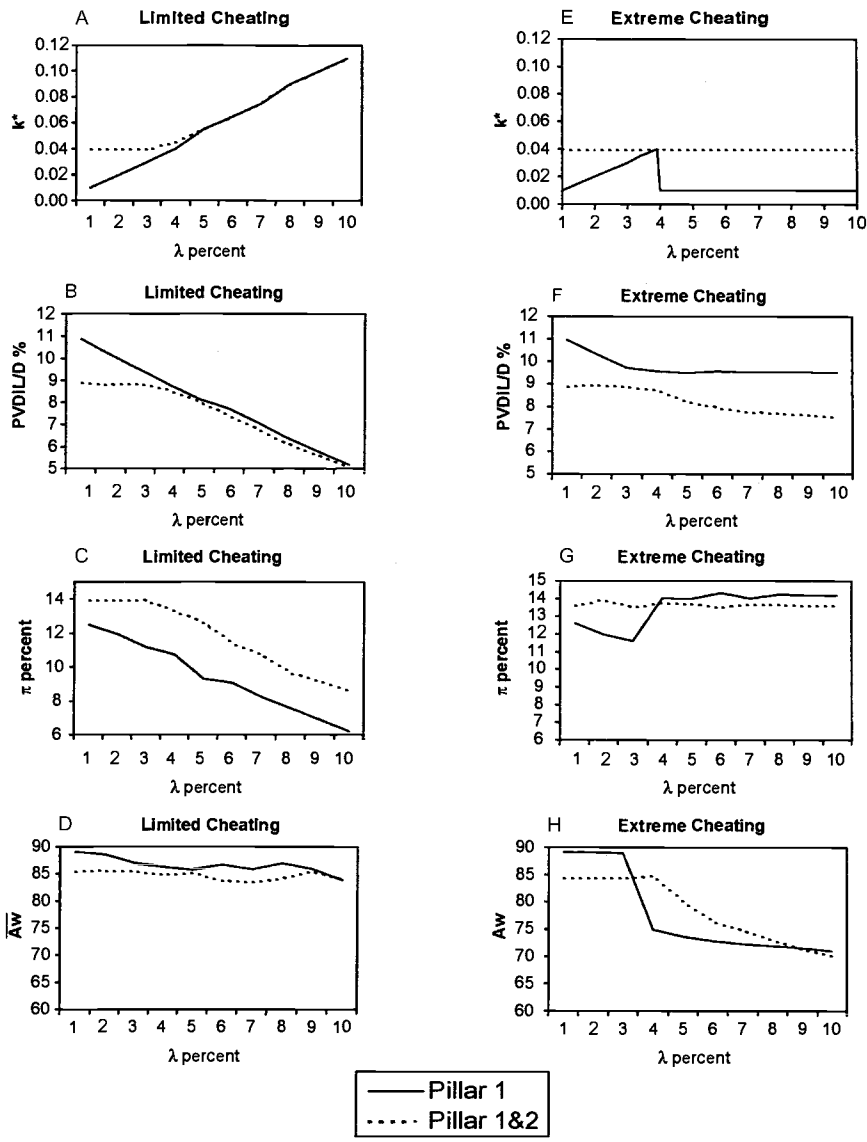 A Limited Cheating
0.12
0.10
0.08
0.06
0.04
0.02
0.00
k*
1 2 3 4 5 6 7 8 9 10
λ percent
E Extreme Cheating
0.12
0.10
0.08
0.06
0.04
0.02
0.00
k*
1 2 3 4 5 6 7 8 9 10
λ percent
B Limited Cheating
12
11
10
9
8
7
6
5
PVDIL/D %
1 2 3 4 5 6 7 8 9 10
λ percent
F Extreme Cheating
12
11
10
9
8
7
6
5
PVDIL/D %
1 2 3 4 5 6 7 8 9 10
λ percent
C Limited Cheating
14
12
10
8
6
π percent
1 2 3 4 5 6 7 8 9 10
λ percent
G Extreme Cheating
15
14
13
12
11
10
9
8
7
6
π percent
1 2 3 4 5 6 7 8 9 10
λ percent
D Limited Cheating
90
85
80
75
70
65
60
A̅w̅
1 2 3 4 5 6 7 8 9 10
λ percent
H Extreme Cheating
90
85
80
75
70
65
60
Aw
1 2 3 4 5 6 7 8 9 10
λ percent
Pillar 1
Pillar 1&2